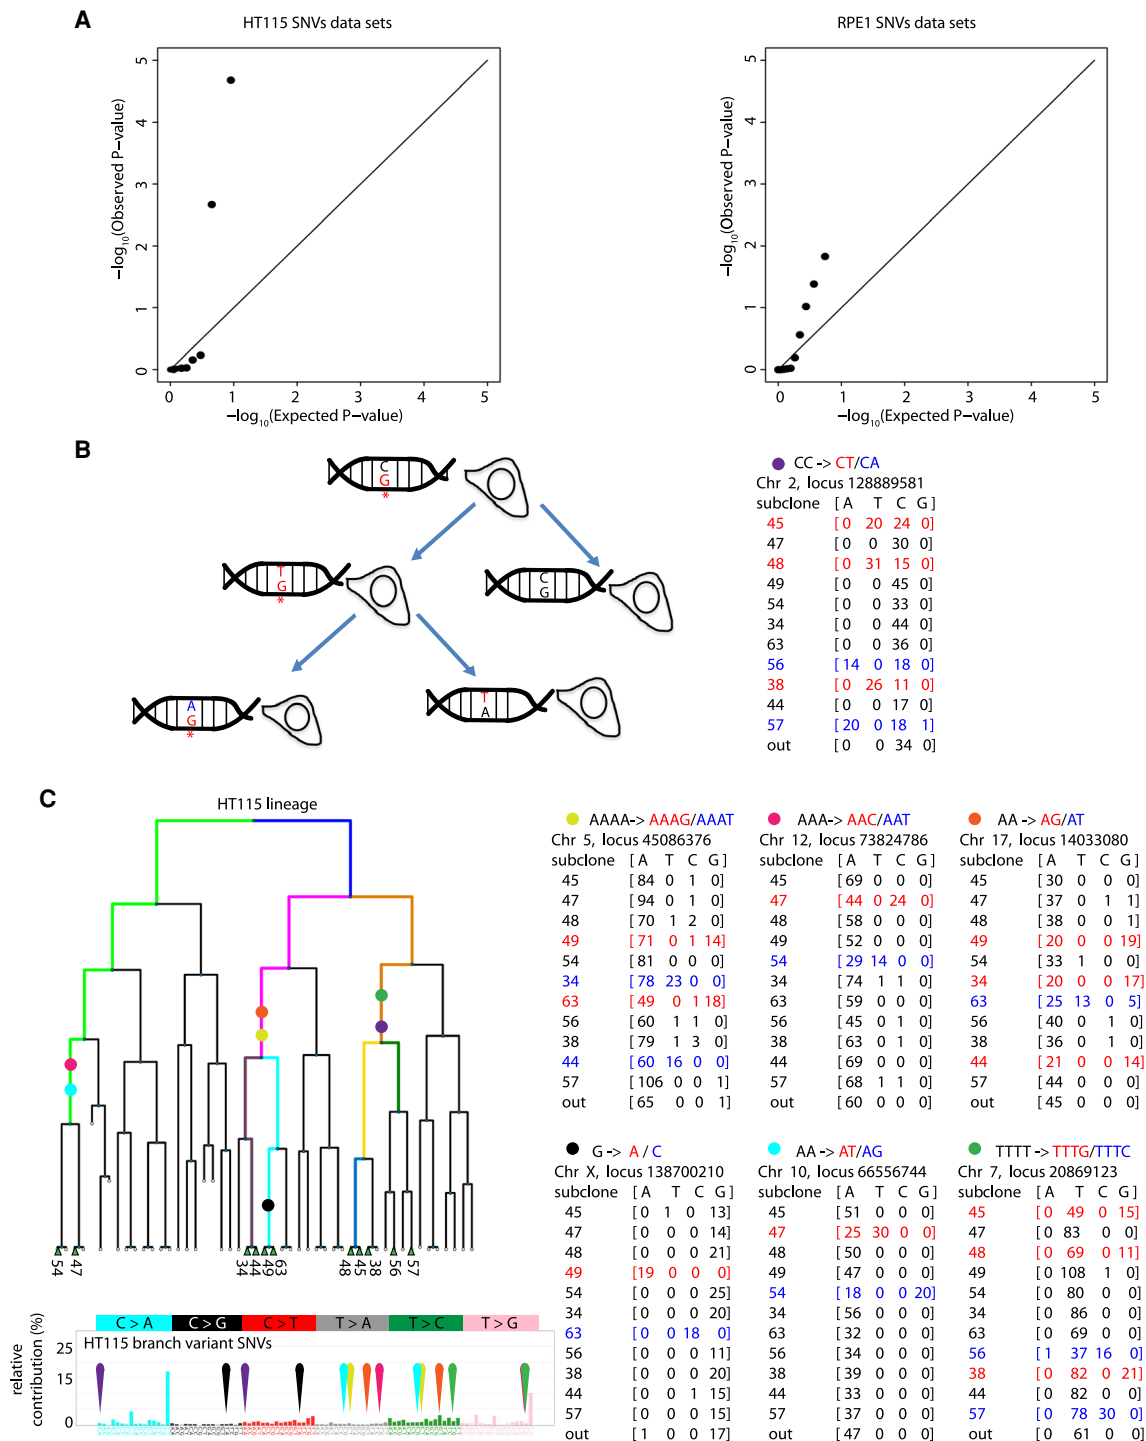 A
HT115 SNVs data sets
RPE1 SNVs data sets
−log10(Observed P−value)
5
4
3
2
1
0
0 1 2 3 4 5
−log10(Expected P−value)
−log10(Observed P−value)
5
4
3
2
1
0
0 1 2 3 4 5
−log10(Expected P−value)
B
C
G
*
T
G
*
C
G
A
G
*
T
A
CC -> CT/CA
Chr 2, locus 128889581
subclone [ A T C G ]
45 [ 0 20 24 0]
47 [ 0 0 30 0]
48 [ 0 31 15 0]
49 [ 0 0 45 0]
54 [ 0 0 33 0]
34 [ 0 0 44 0]
63 [ 0 0 36 0]
56 [ 14 0 18 0]
38 [ 0 26 11 0]
44 [ 0 0 17 0]
57 [ 20 0 18 1]
out [ 0 0 34 0]
C
HT115 lineage
54 47 34 44 49 63 48 45 38 56 57
AAAA-> AAAG/AAAT
Chr 5, locus 45086376
subclone [ A T C G ]
45 [ 84 0 1 0]
47 [ 94 0 1 0]
48 [ 70 1 2 0]
49 [ 71 0 1 14]
54 [ 81 0 0 0]
34 [ 78 23 0 0]
63 [ 49 0 1 18]
56 [ 60 1 1 0]
38 [ 79 1 3 0]
44 [ 60 16 0 0]
57 [ 106 0 0 1]
out [ 65 0 0 1]
AAA-> AAC/AAT
Chr 12, locus 73824786
subclone [ A T C G ]
45 [ 69 0 0 0]
47 [ 44 0 24 0]
48 [ 58 0 0 0]
49 [ 52 0 0 0]
54 [ 29 14 0 0]
34 [ 74 1 1 0]
63 [ 59 0 0 0]
56 [ 45 0 1 0]
38 [ 63 0 1 0]
44 [ 69 0 0 0]
57 [ 68 1 1 0]
out [ 60 0 0 0]
AA -> AG/AT
Chr 17, locus 14033080
subclone [ A T C G ]
45 [ 30 0 0 0]
47 [ 37 0 1 1]
48 [ 38 0 0 1]
49 [ 20 0 0 19]
54 [ 33 1 0 0]
34 [ 20 0 0 17]
63 [ 25 13 0 5]
56 [ 40 0 1 0]
38 [ 36 0 1 0]
44 [ 21 0 0 14]
57 [ 44 0 0 0]
out [ 45 0 0 0]
G -> A / C
Chr X, locus 138700210
subclone [ A T C G ]
45 [ 0 1 0 13]
47 [ 0 0 0 14]
48 [ 0 0 0 21]
49 [ 19 0 0 0]
54 [ 0 0 0 25]
34 [ 0 0 0 20]
63 [ 0 0 18 0]
56 [ 0 0 0 11]
38 [ 0 0 0 20]
44 [ 0 0 1 15]
57 [ 0 0 0 15]
out [ 1 0 0 17]
AA -> AT/AG
Chr 10, locus 66556744
subclone [ A T C G ]
45 [ 51 0 0 0]
47 [ 25 30 0 0]
48 [ 50 0 0 0]
49 [ 47 0 0 0]
54 [ 18 0 0 20]
34 [ 56 0 0 0]
63 [ 32 0 0 0]
56 [ 34 0 0 0]
38 [ 39 0 0 0]
44 [ 33 0 0 0]
57 [ 37 0 0 0]
out [ 47 0 0 0]
TTTT -> TTTG/TTTC
Chr 7, locus 20869123
subclone [ A T C G ]
45 [ 0 49 0 15]
47 [ 0 83 0 0]
48 [ 0 69 0 11]
49 [ 0 108 1 0]
54 [ 0 80 0 0]
34 [ 0 86 0 0]
63 [ 0 69 0 0]
56 [ 1 37 16 0]
38 [ 0 82 0 21]
44 [ 0 82 0 0]
57 [ 0 78 30 0]
out [ 0 61 0 0]
C > A C > G C > T T > A T > C T > G
HT115 branch variant SNVs
relative contribution (%)
25
15
0